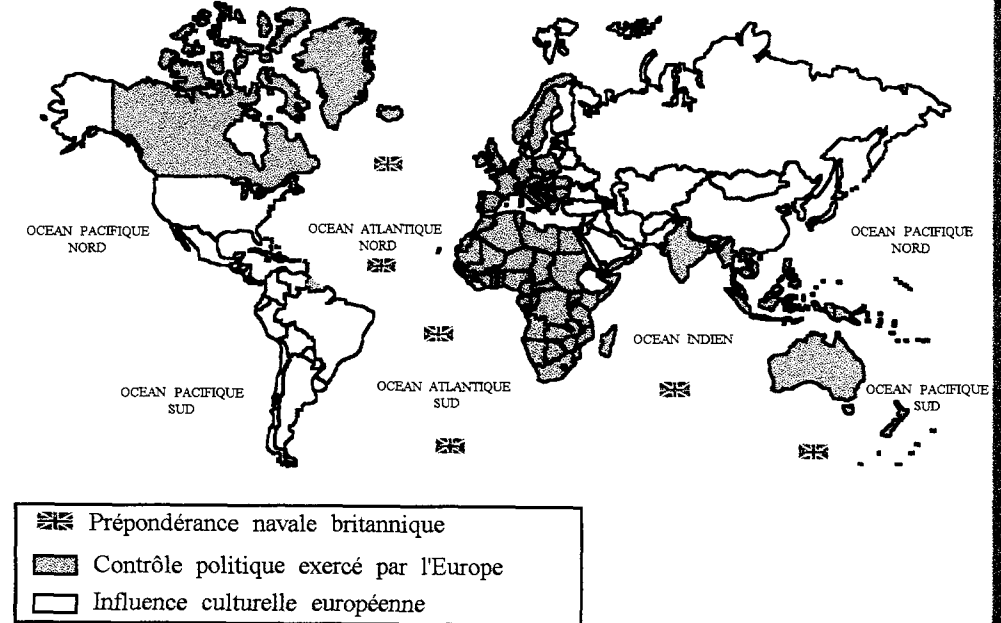 OCEAN PACIFIQUE
NORD
OCEAN ATLANTIQUE
NORD
OCEAN PACIFIQUE
NORD
OCEAN INDIEN
OCEAN PACIFIQUE
SUD
OCEAN ATLANTIQUE
SUD
OCEAN PACIFIQUE
SUD
Prépondérance navale britannique
Contrôle politique exercé par l'Europe
Influence culturelle européenne